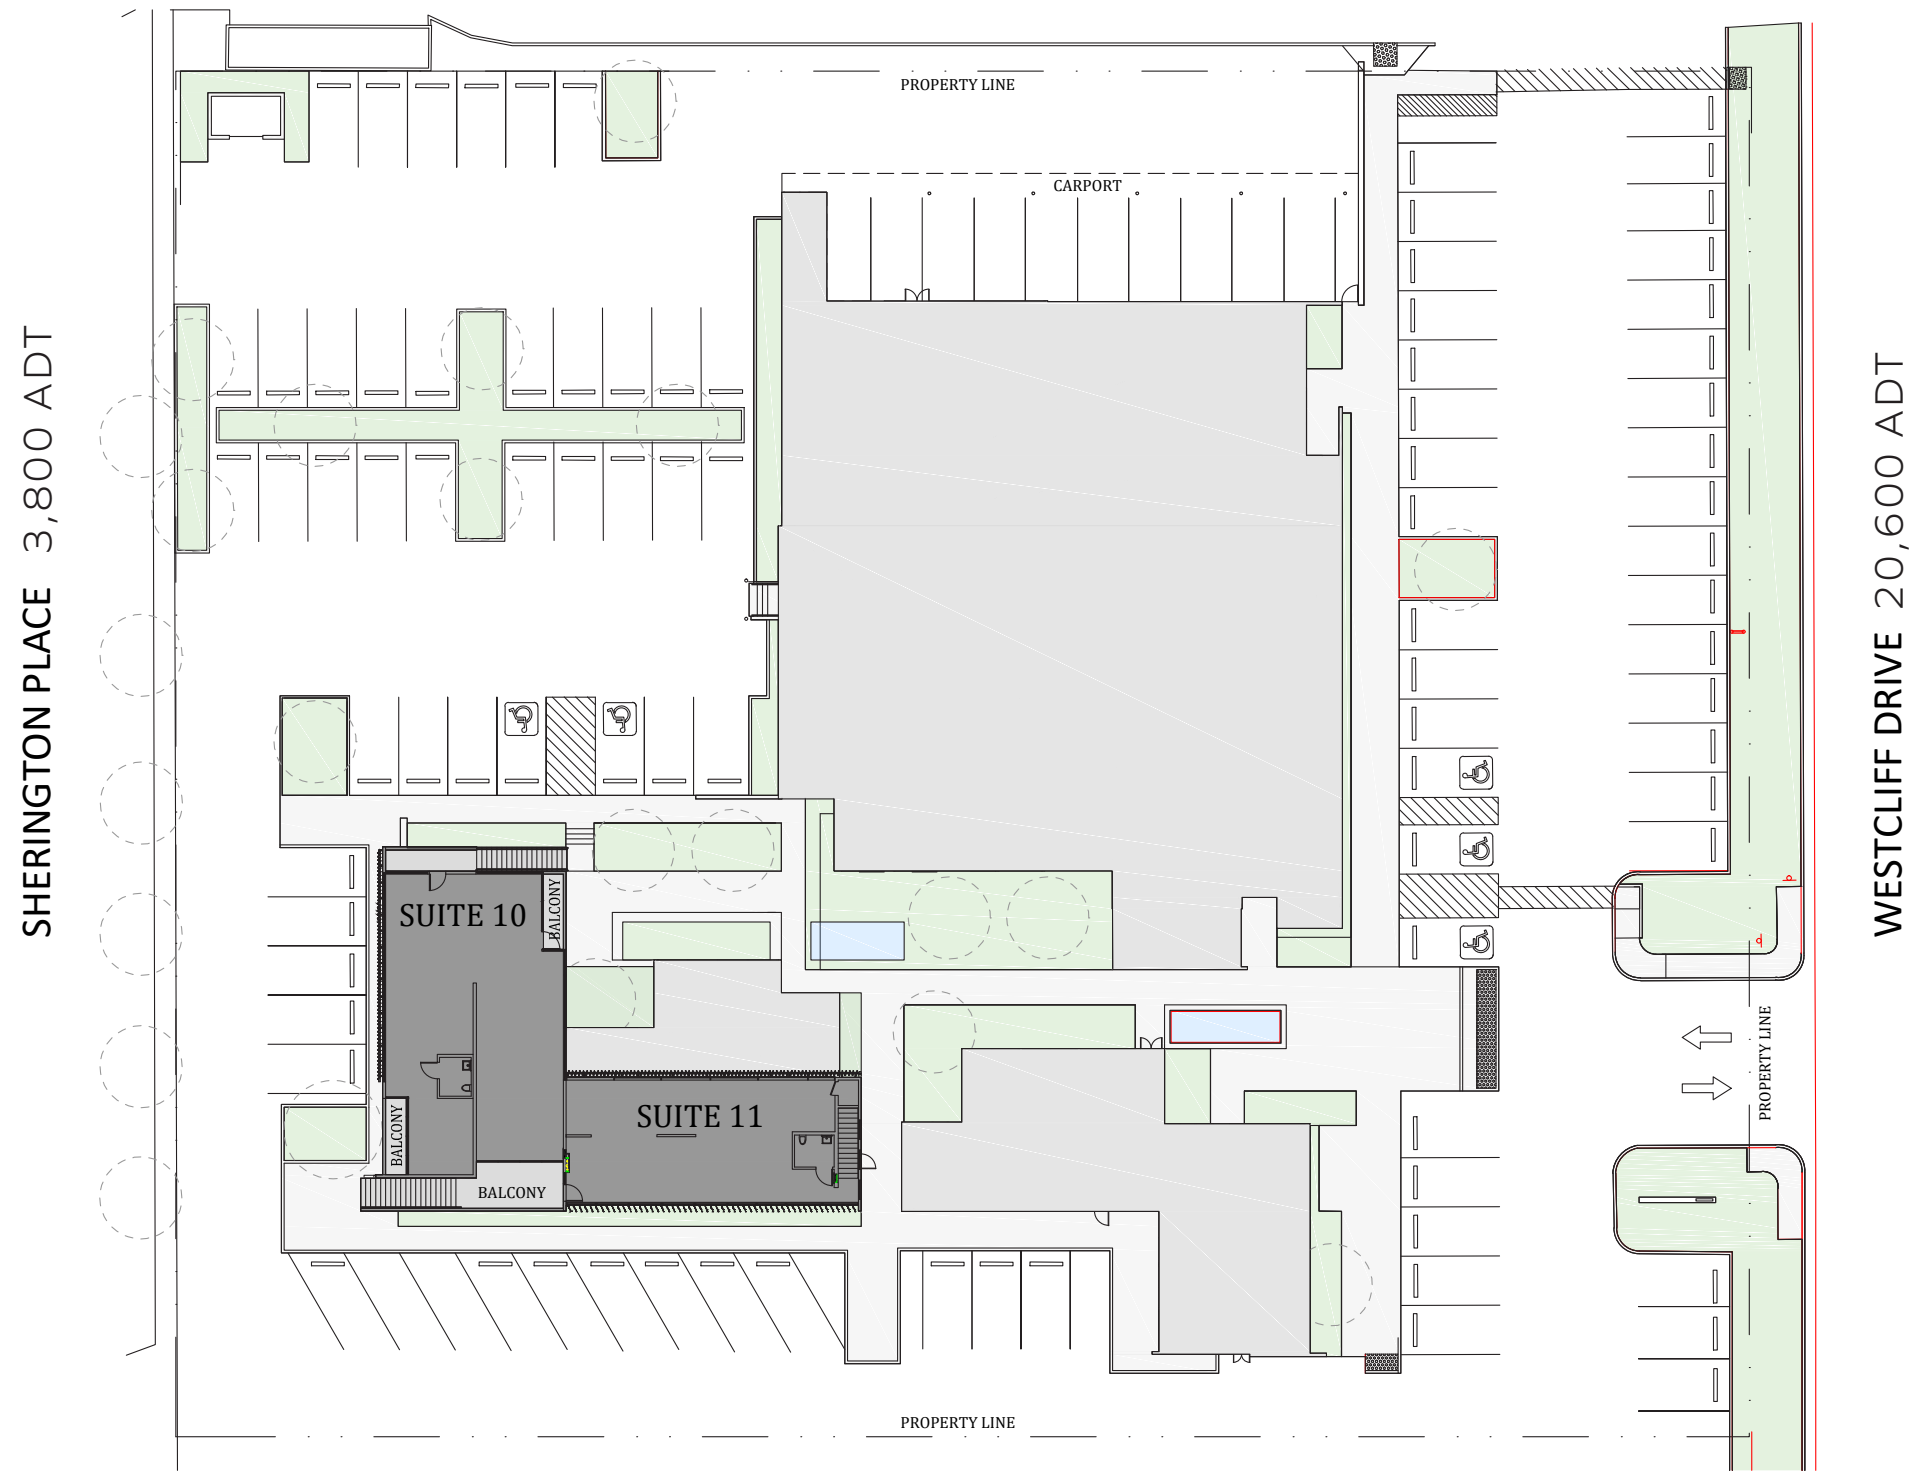 PROPERTY LINE
CARPORT
SHERINGTON PLACE 3,800 ADT
WESTCLIFF DRIVE 20,600 ADT
SUITE 10
BALCONY
PROPERTY LINE
SUITE 11
BALCONY
BALCONY
PROPERTY LINE